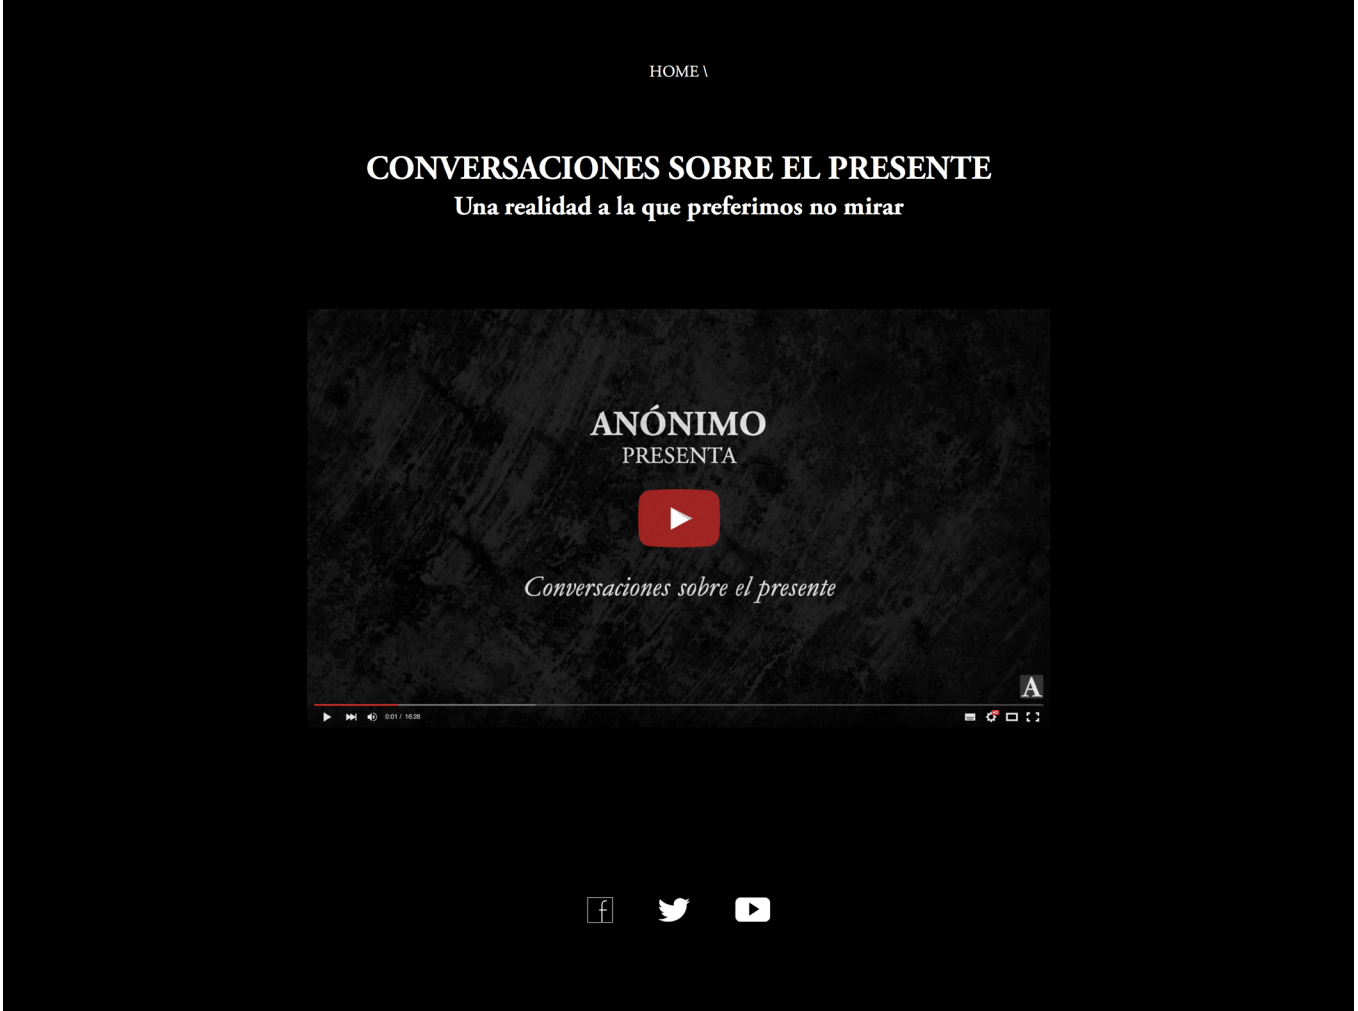 HOME \
CONVERSACIONES SOBRE EL PRESENTE
Una realidad a la que preferimos no mirar
ANÓNIMO
PRESENTA
Conversaciones sobre el presente
A
0:01 / 16:28